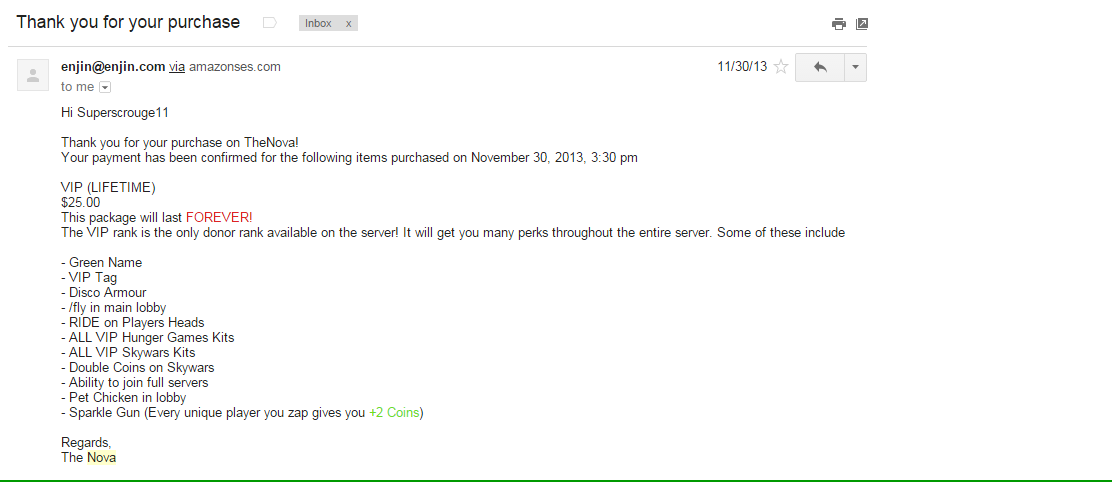 Thank you for your purchase
Inbox x
enjin@enjin.com via amazonses.com
11/30/13
to me
Hi Superscrouge11
Thank you for your purchase on TheNova!
Your payment has been confirmed for the following items purchased on November 30, 2013, 3:30 pm
VIP (LIFETIME)
$25.00
This package will last FOREVER!
The VIP rank is the only donor rank available on the server! It will get you many perks throughout the entire server. Some of these include
- Green Name
- VIP Tag
- Disco Armour
- /fly in main lobby
- RIDE on Players Heads
- ALL VIP Hunger Games Kits
- ALL VIP Skywars Kits
- Double Coins on Skywars
- Ability to join full servers
- Pet Chicken in lobby
- Sparkle Gun (Every unique player you zap gives you +2 Coins)
Regards,
The Nova